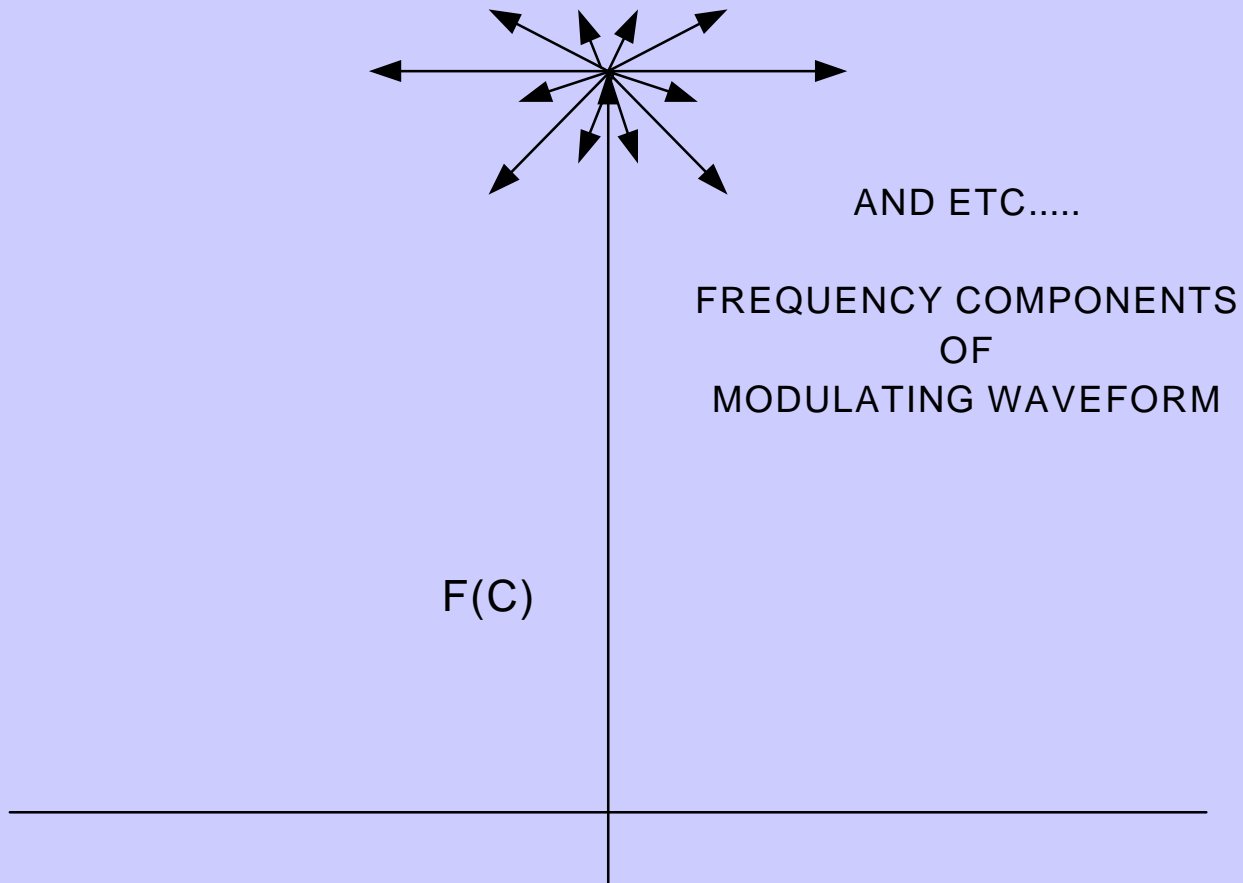 AND ETC.....
FREQUENCY COMPONENTS
OF
MODULATING WAVEFORM
F(C)